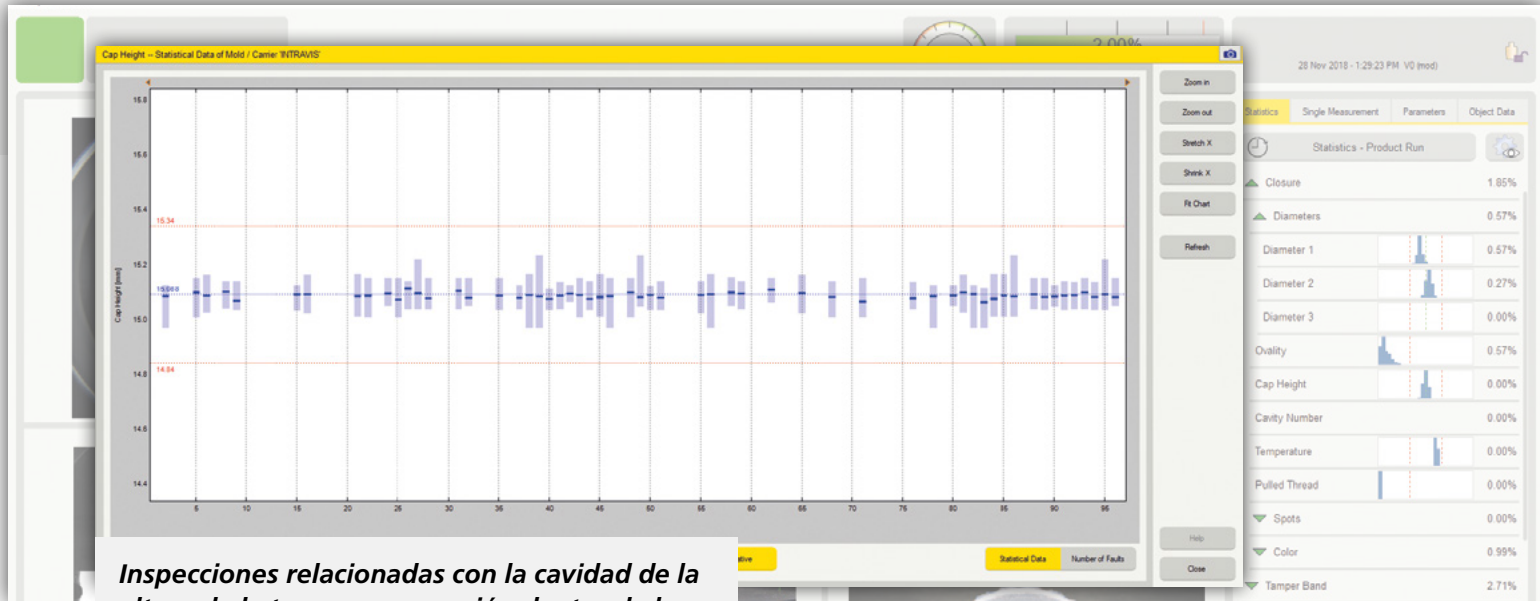 2.00%
28 Nov 2018 - 1:29:23 PM V0 (mod)
Cap Height -- Statistical Data of Mold / Carrier 'INTRAVIS'
15.8
15.6
15.4
15.34
15.2
15.0
14.8
14.84
14.6
14.4
Cap Height [mm]
5 10 15 20 25 30 35 40 45 50 55 60 65 70 75 80 85 90 95
Zoom in
Zoom out
Stretch X
Shrink X
Fit Chart
Refresh
Help
Close
Statistical Data Number of Faults
Statistics Single Measurement Parameters Object Data
Statistics - Product Run
Closure 1.85%
Diameters 0.57%
Diameter 1 0.57%
Diameter 2 0.27%
Diameter 3 0.00%
Ovality 0.57%
Cap Height 0.00%
Cavity Number 0.00%
Temperature 0.00%
Pulled Thread 0.00%
Spots 0.00%
Color 0.99%
Tamper Band 2.71%
Inspecciones relacionadas con la cavidad de la